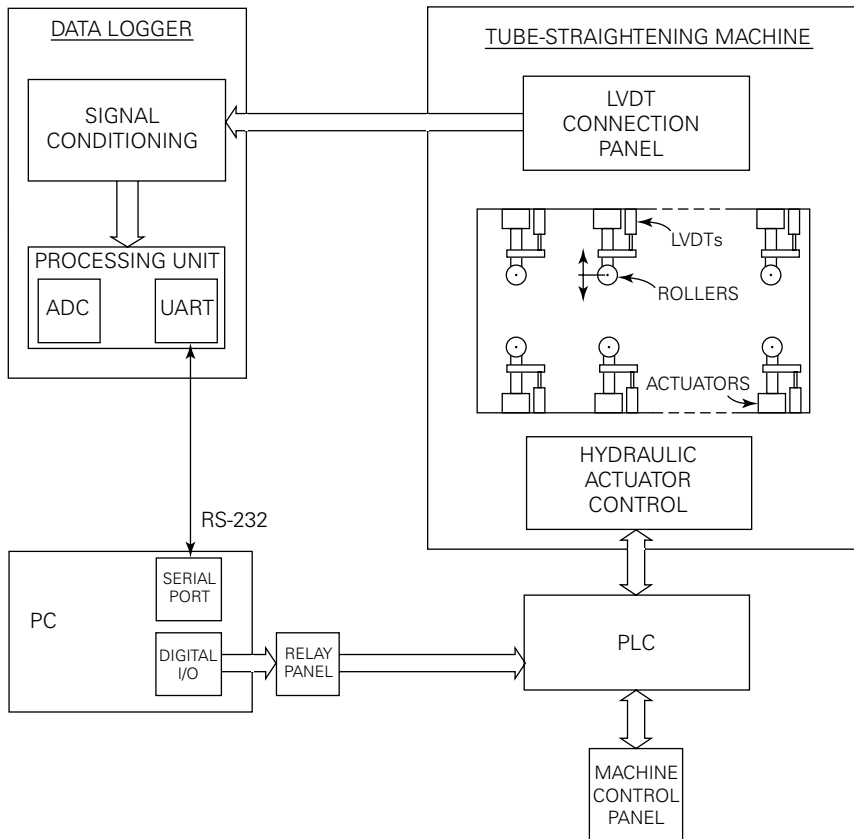 DATA LOGGER
SIGNAL
CONDITIONING
PROCESSING UNIT
ADC
UART
TUBE-STRAIGHTENING MACHINE
LVDT
CONNECTION
PANEL
LVDTs
ROLLERS
ACTUATORS
HYDRAULIC
ACTUATOR
CONTROL
RS-232
PC
SERIAL
PORT
DIGITAL
I/O
RELAY
PANEL
PLC
MACHINE
CONTROL
PANEL